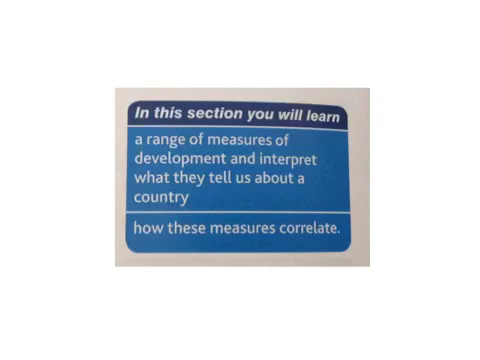 In this section you will learn
a range of measures of
development and interpret
what they tell us about a
country
how these measures correlate.